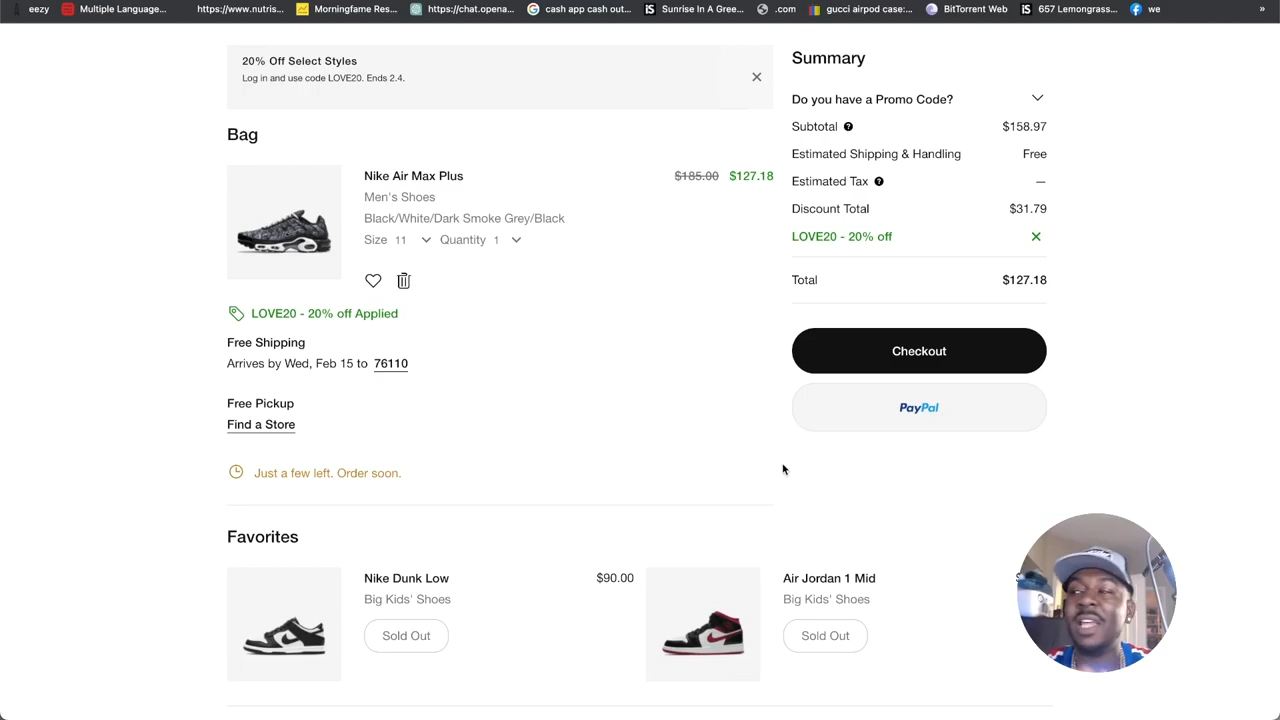 eezy
Multiple Language...
https://www.nutris...
Morningfame Res...
https://chat.opena...
cash app cash out...
Sunrise In A Gree...
.com
gucci airpod case:...
BitTorrent Web
657 Lemongrass...
we
»
20% Off Select Styles
Log in and use code LOVE20. Ends 2.4.
Bag
Nike Air Max Plus
$185.00 $127.18
Men's Shoes
Black/White/Dark Smoke Grey/Black
Size 11 Quantity 1
LOVE20 - 20% off Applied
Free Shipping
Arrives by Wed, Feb 15 to 76110
Free Pickup
Find a Store
Just a few left. Order soon.
Summary
Do you have a Promo Code?
Subtotal $158.97
Estimated Shipping & Handling Free
Estimated Tax —
Discount Total $31.79
LOVE20 - 20% off
Total $127.18
Checkout
PayPal
Favorites
Nike Dunk Low $90.00
Big Kids' Shoes
Sold Out
Air Jordan 1 Mid
Big Kids' Shoes
Sold Out